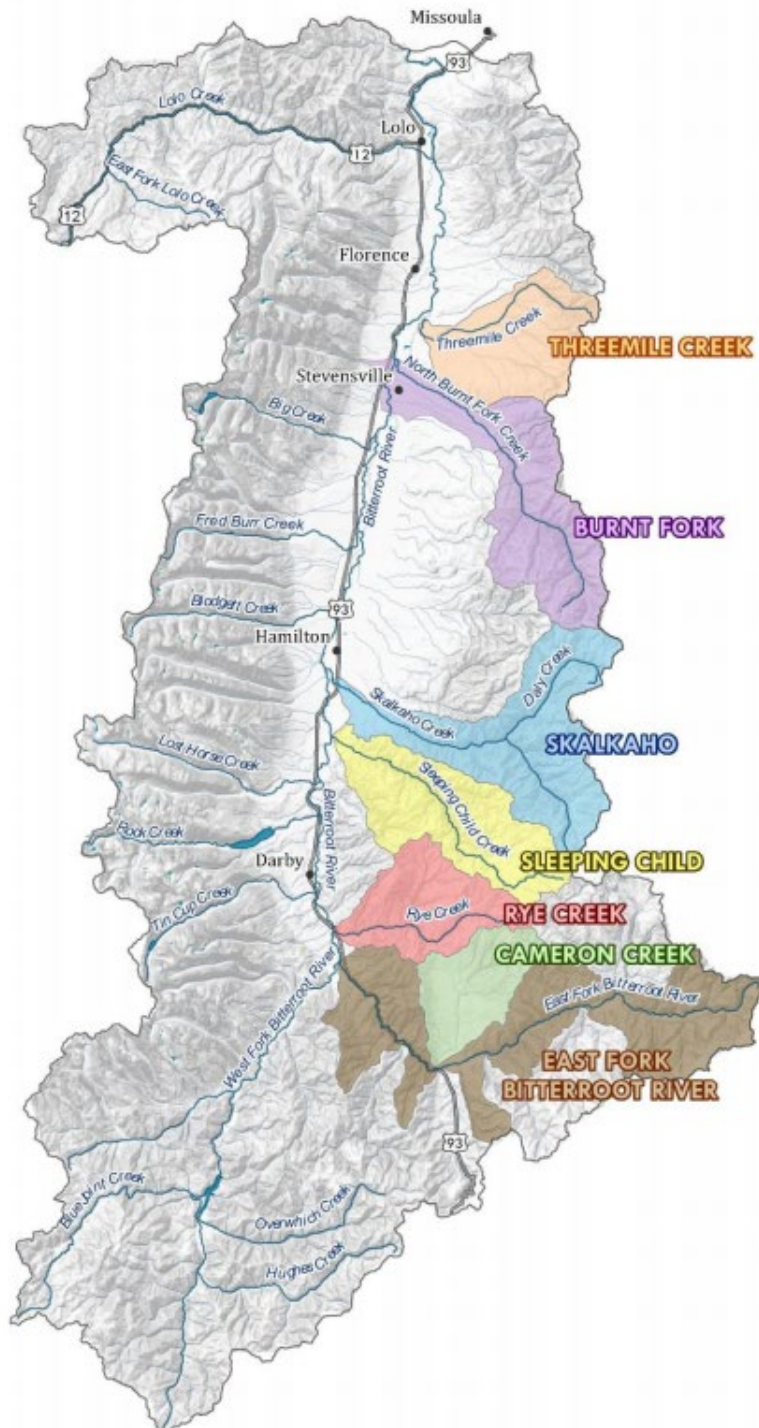 Missoula
93
Lolo Creek
Lolo
12
East Fork Lolo Creek
12
Florence
Threemile Creek
THREEMILE CREEK
North Burnt Fork Creek
Stevensville
Big Creek
Bitterroot River
Fred Burr Creek
BURNT FORK
Blodgett Creek
93
Hamilton
Daly Creek
Skalkaho Creek
SKALKAHO
Lost Horse Creek
Sleeping Child Creek
Rock Creek
Bitterroot River
SLEEPING CHILD
Darby
Tin Cup Creek
Rye Creek
RYE CREEK
CAMERON CREEK
East Fork Bitterroot River
West Fork Bitterroot River
EAST FORK
BITTERROOT RIVER
93
Blue Joint Creek
Overwhich Creek
Hughes Creek